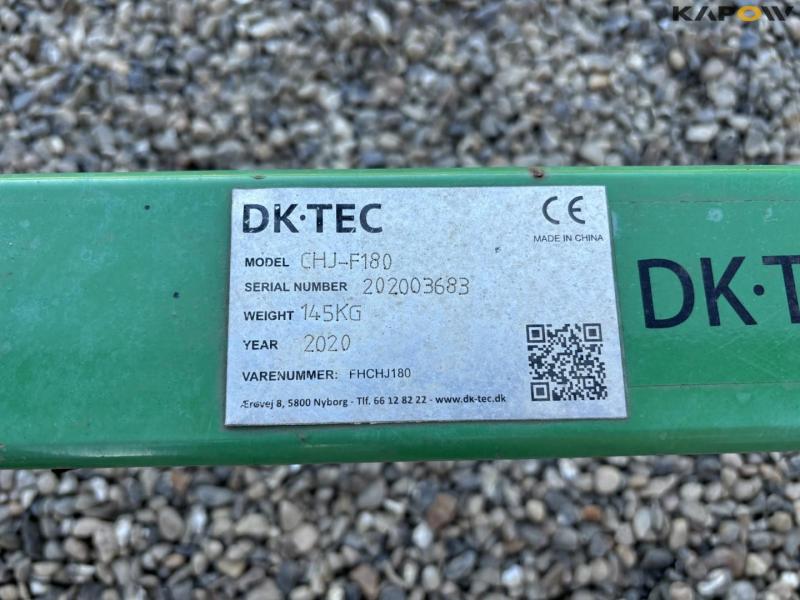 KAPOW
DK·TEC
CE
MADE IN CHINA
MODEL CHJ-F180
SERIAL NUMBER 202003683
WEIGHT 145KG
YEAR 2020
VARENUMMER: FHCHJ180
Ærøvej 8, 5800 Nyborg - Tlf. 66 12 82 22 - www.dk-tec.dk
DK·T